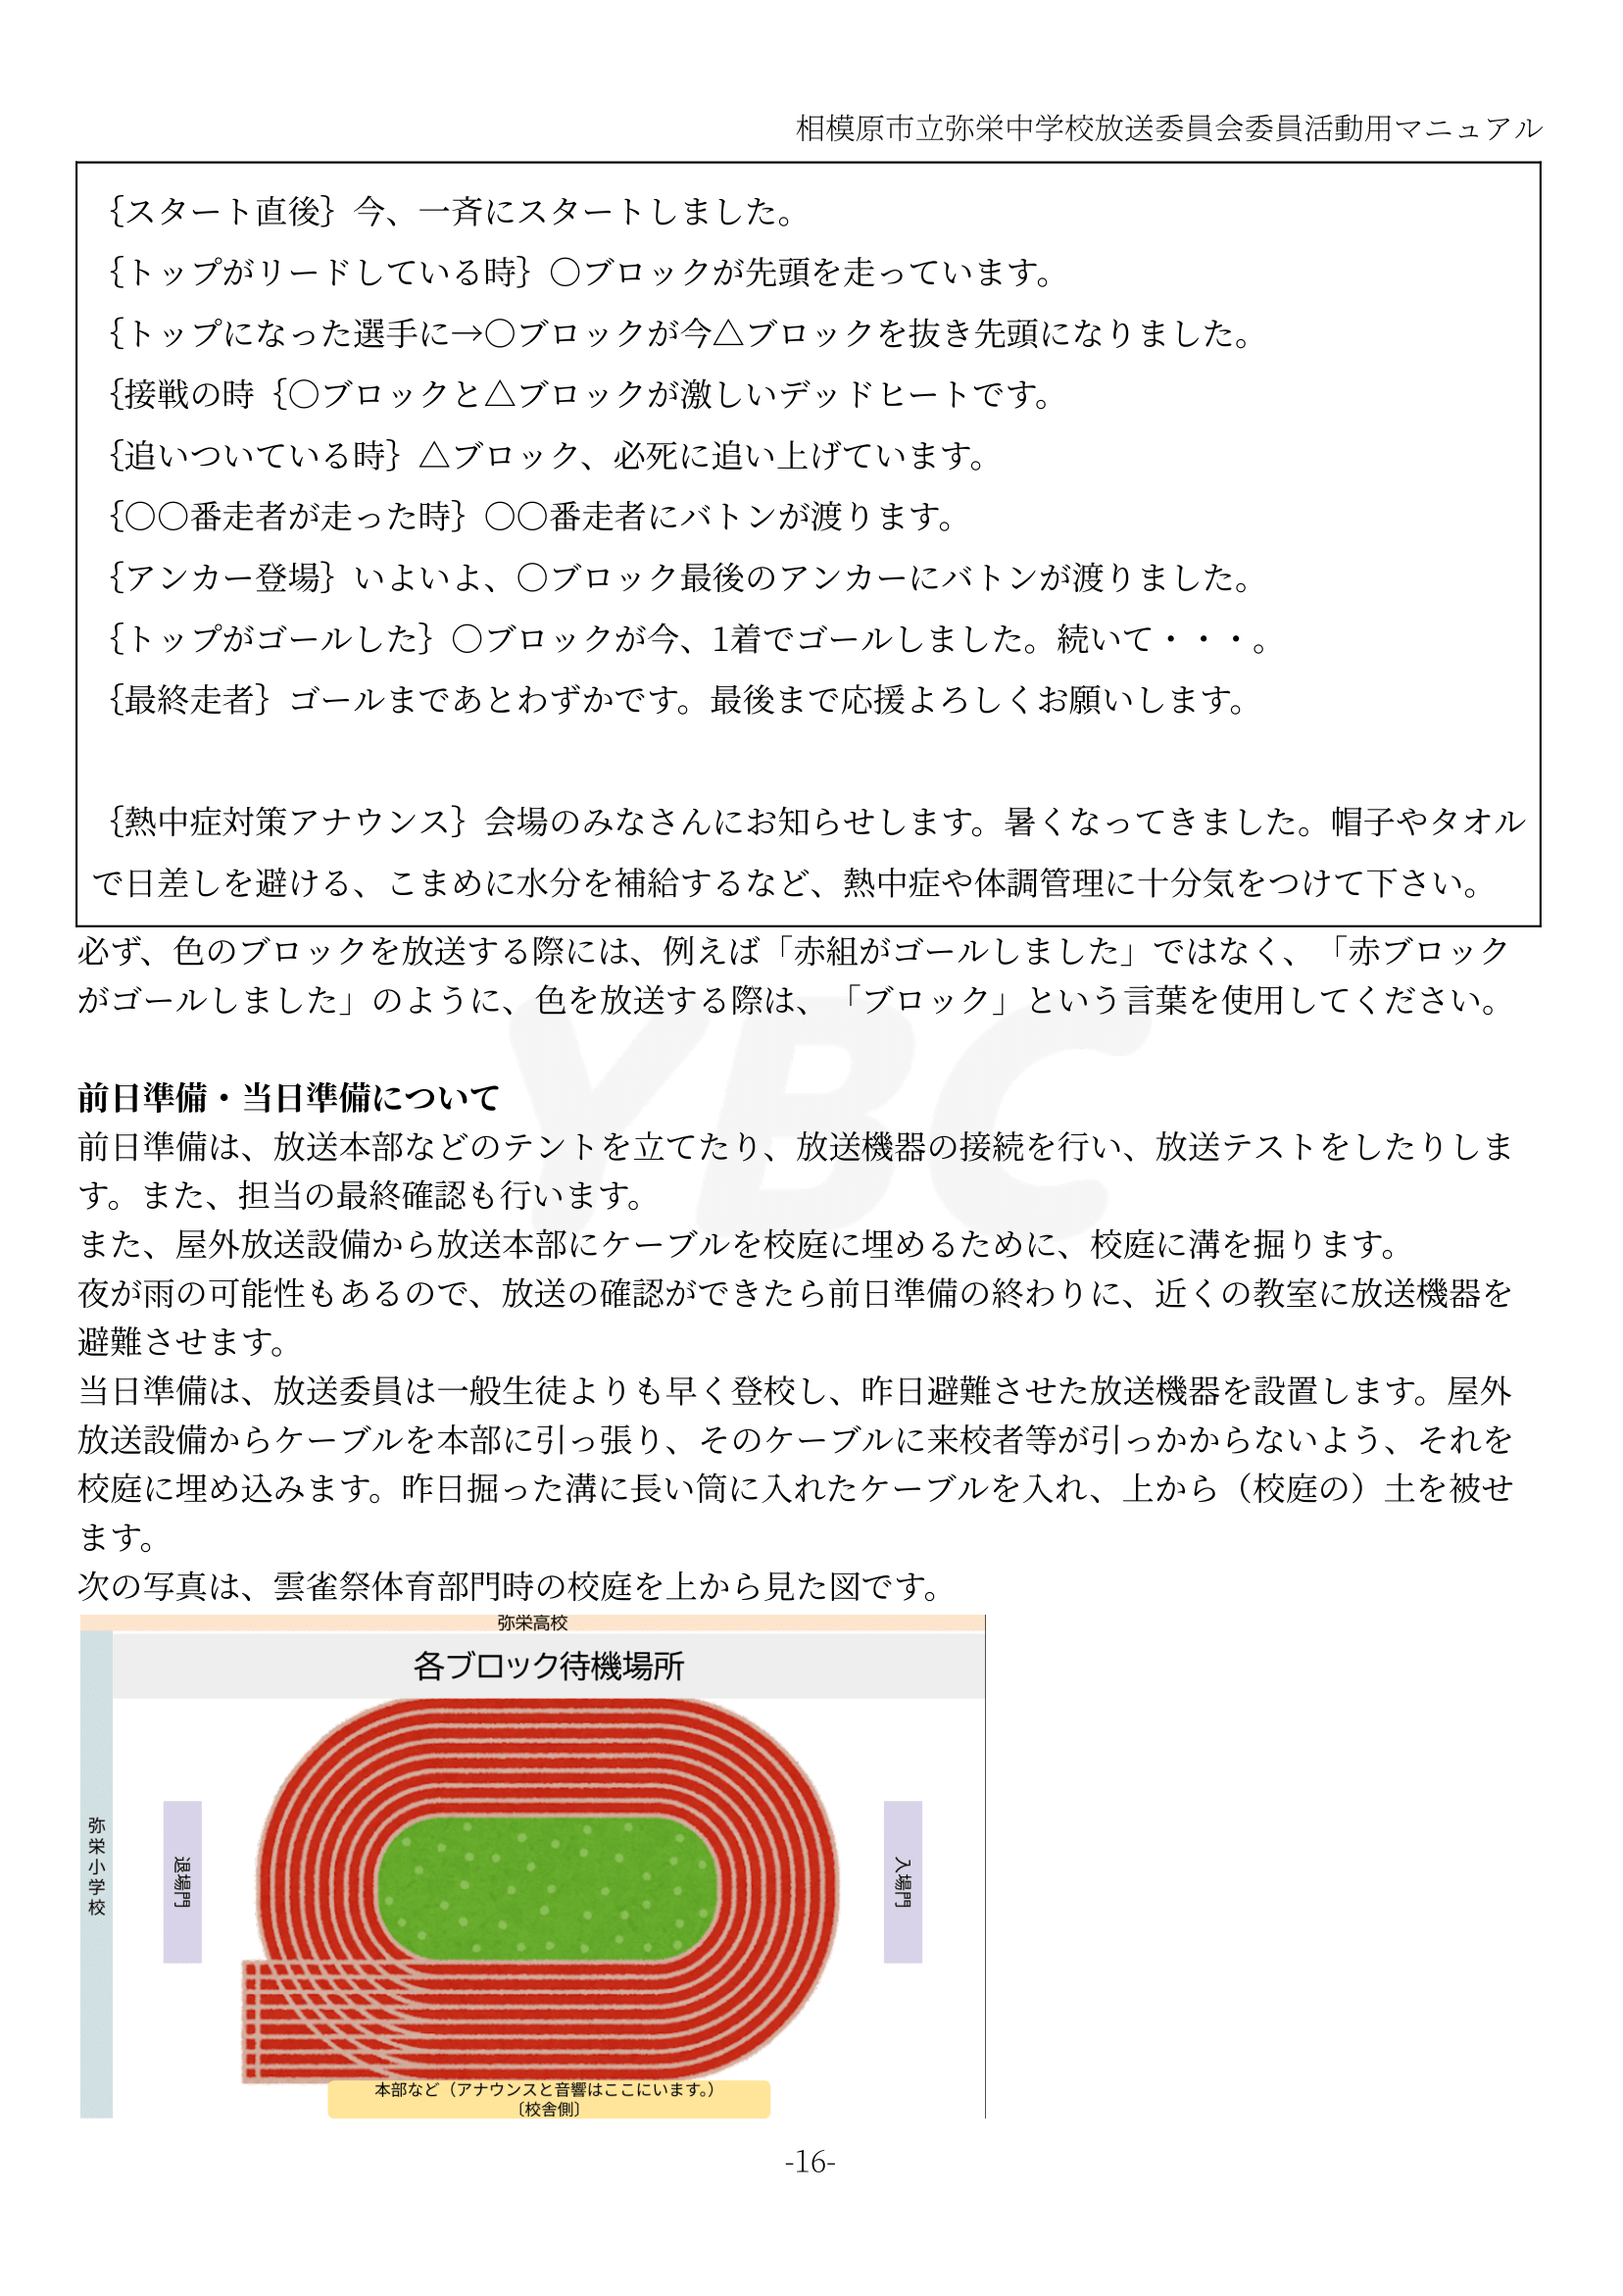 相模原市立弥栄中学校放送委員会委員活動用マニュアル
{スタート直後}今、一斉にスタートしました。
{トップがリードしている時}○ブロックが先頭を走っています。
{トップになった選手に→○ブロックが今△ブロックを抜き先頭になりました。
{接戦の時{○ブロックと△ブロックが激しいデッドヒートです。
{追いついている時}△ブロック、必死に追い上げています。
{○○番走者が走った時}○○番走者にバトンが渡ります。
{アンカー登場}いよいよ、○ブロック最後のアンカーにバトンが渡りました。
{トップがゴールした}○ブロックが今、1着でゴールしました。続いて・・・。
{最終走者}ゴールまであとわずかです。最後まで応援よろしくお願いします。
{熱中症対策アナウンス}会場のみなさんにお知らせします。暑くなってきました。帽子やタオル
で日差しを避ける、こまめに水分を補給するなど、熱中症や体調管理に十分気をつけて下さい。
必ず、色のブロックを放送する際には、例えば「赤組がゴールしました」ではなく、「赤ブロック
がゴールしました」のように、色を放送する際は、「ブロック」という言葉を使用してください。
YBC
前日準備・当日準備について
前日準備は、放送本部などのテントを立てたり、放送機器の接続を行い、放送テストをしたりしま
す。また、担当の最終確認も行います。
また、屋外放送設備から放送本部にケーブルを校庭に埋めるために、校庭に溝を掘ります。
夜が雨の可能性もあるので、放送の確認ができたら前日準備の終わりに、近くの教室に放送機器を
避難させます。
当日準備は、放送委員は一般生徒よりも早く登校し、昨日避難させた放送機器を設置します。屋外
放送設備からケーブルを本部に引っ張り、そのケーブルに来校者等が引っかからないよう、それを
校庭に埋め込みます。昨日掘った溝に長い筒に入れたケーブルを入れ、上から（校庭の）土を被せ
ます。
次の写真は、雲雀祭体育部門時の校庭を上から見た図です。
弥栄高校
各ブロック待機場所
弥栄小学校
退場門
入場門
本部など（アナウンスと音響はここにいます。）
〔校舎側〕
-16-